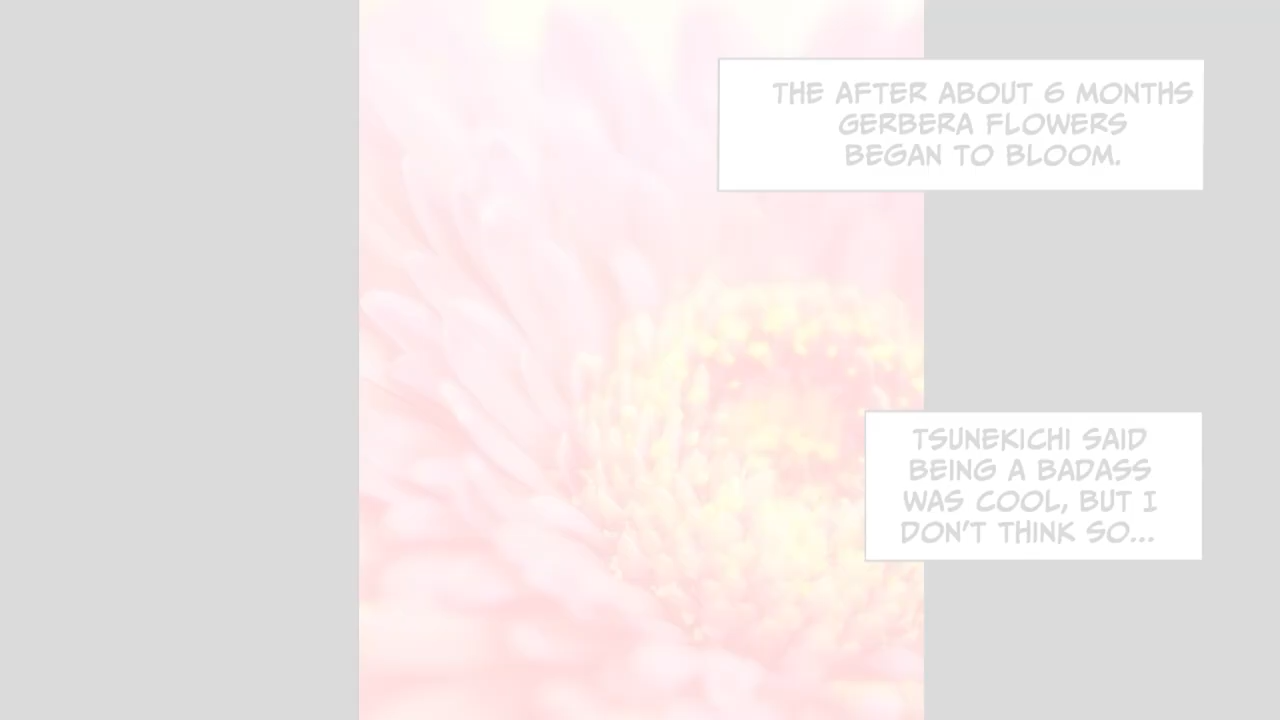 THE AFTER ABOUT 6 MONTHS
GERBERA FLOWERS
BEGAN TO BLOOM.
TSUNEKICHI SAID
BEING A BADASS
WAS COOL, BUT I
DON'T THINK SO...